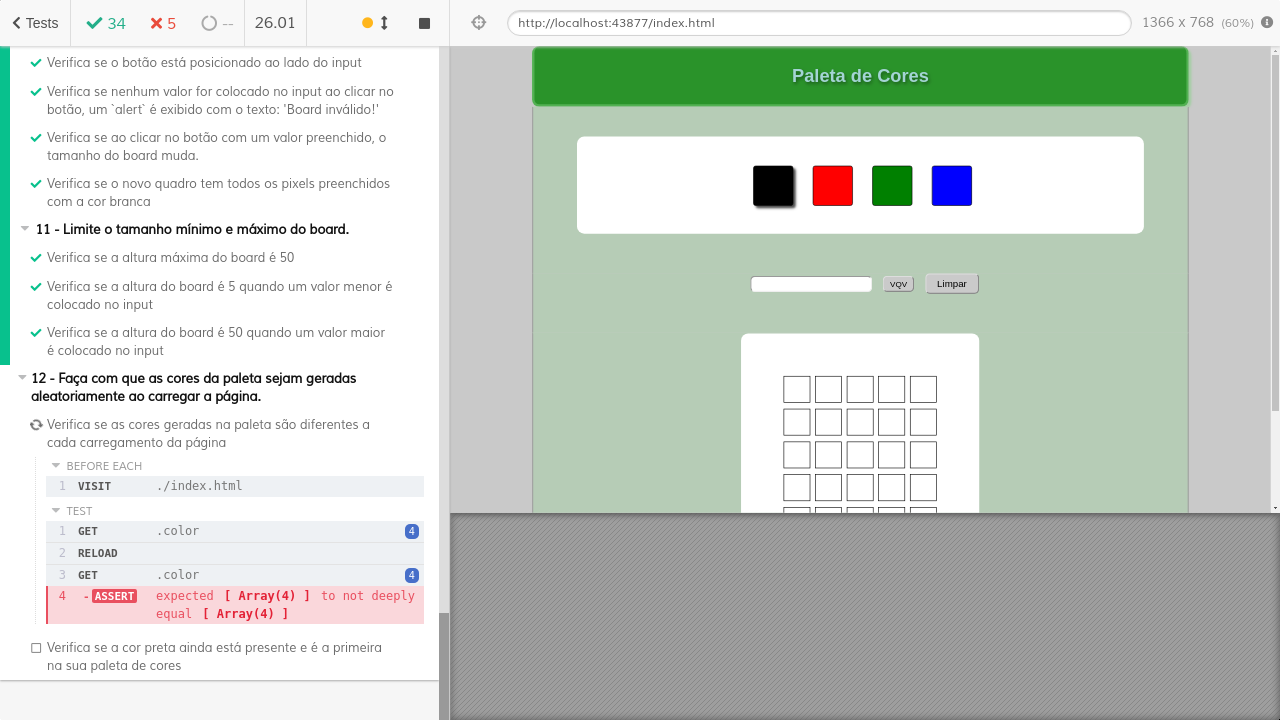 Tests
34
5
--
26.01
http://localhost:43877/index.html
1366 x 768 (60%)
Verifica se o botão está posicionado ao lado do input
Verifica se nenhum valor for colocado no input ao clicar no
botão, um `alert` é exibido com o texto: 'Board inválido!'
Verifica se ao clicar no botão com um valor preenchido, o
tamanho do board muda.
Verifica se o novo quadro tem todos os pixels preenchidos
com a cor branca
11 - Limite o tamanho mínimo e máximo do board.
Verifica se a altura máxima do board é 50
Verifica se a altura do board é 5 quando um valor menor é
colocado no input
Verifica se a altura do board é 50 quando um valor maior
é colocado no input
12 - Faça com que as cores da paleta sejam geradas
aleatoriamente ao carregar a página.
Verifica se as cores geradas na paleta são diferentes a
cada carregamento da página
BEFORE EACH
1 VISIT ./index.html
TEST
1 GET .color 4
2 RELOAD
3 GET .color 4
4 -ASSERT expected [ Array(4) ] to not deeply
equal [ Array(4) ]
Verifica se a cor preta ainda está presente e é a primeira
na sua paleta de cores
Paleta de Cores
VQV
Limpar